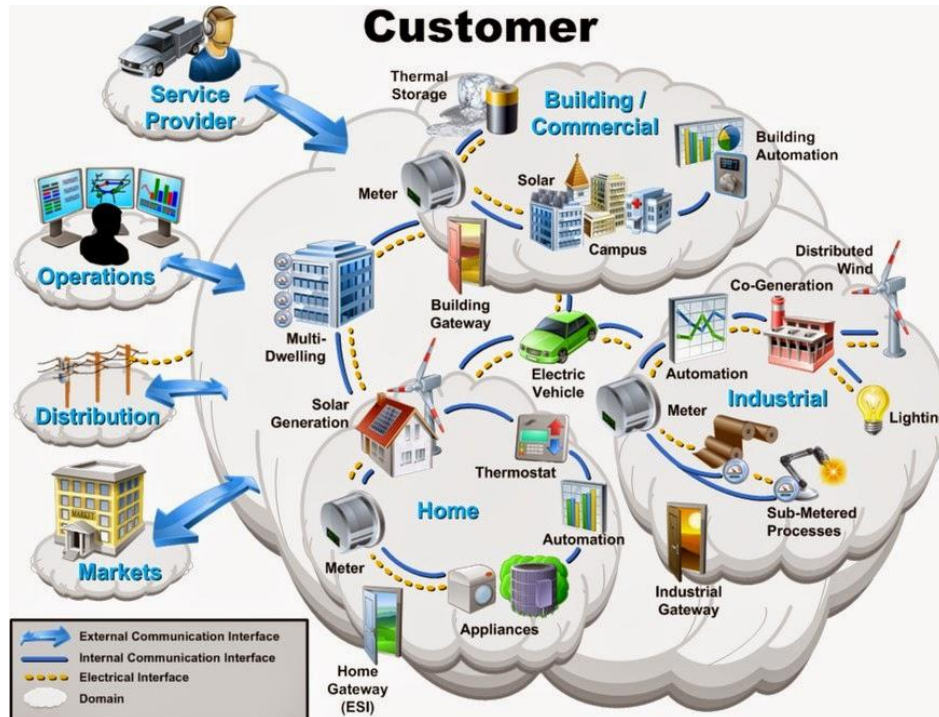 Customer
Service
Provider
Operations
Distribution
MARKET
Markets
Thermal
Storage
Building /
Commercial
Building
Automation
Meter
Solar
Campus
Building
Gateway
Multi-
Dwelling
Electric
Vehicle
Distributed
Wind
Co-Generation
Automation
Industrial
Meter
Lightin
Sub-Metered
Processes
Industrial
Gateway
Solar
Generation
Thermostat
Home
Automation
Meter
Appliances
Home
Gateway
(ESI)
External Communication Interface
Internal Communication Interface
Electrical Interface
Domain